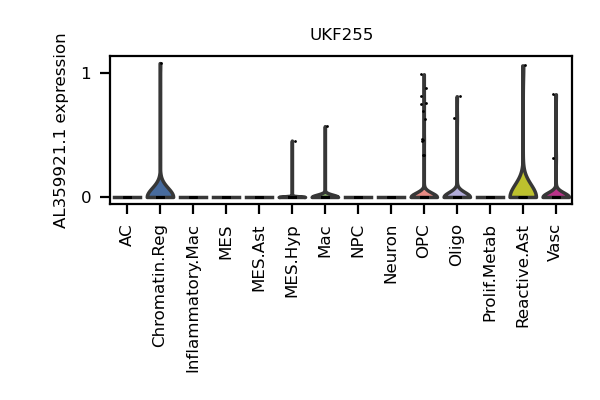 UKF255
AL359921.1 expression
1
0
AC
Chromatin.Reg
Inflammatory.Mac
MES
MES.Ast
MES.Hyp
Mac
NPC
Neuron
OPC
Oligo
Prolif.Metab
Reactive.Ast
Vasc